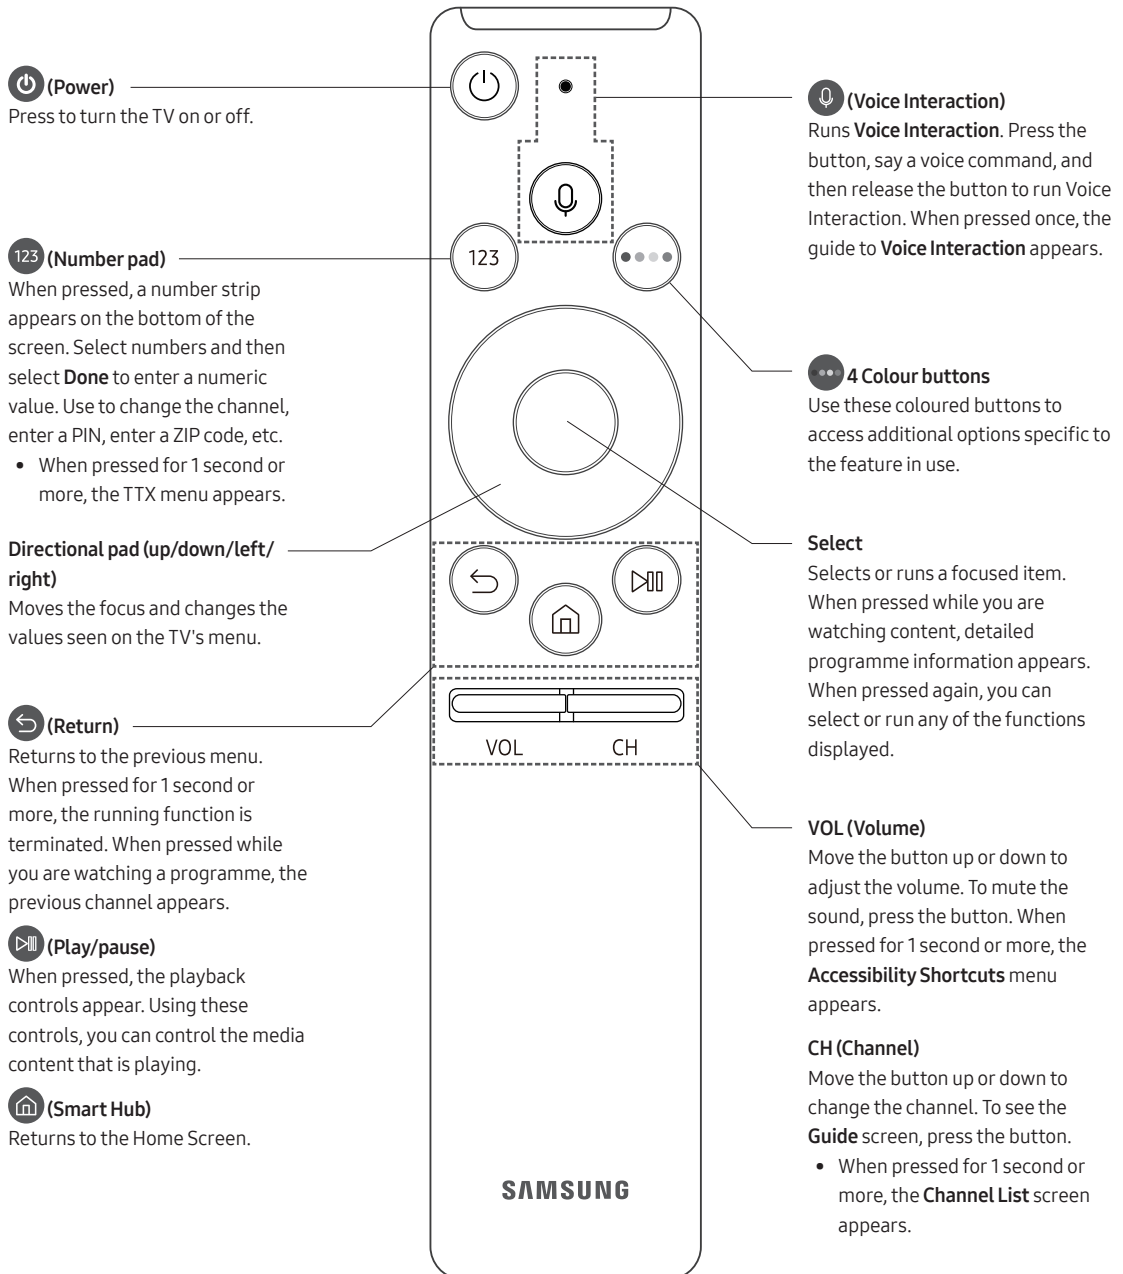 (Power)
Press to turn the TV on or off.
123 (Number pad)
When pressed, a number strip
appears on the bottom of the
screen. Select numbers and then
select Done to enter a numeric
value. Use to change the channel,
enter a PIN, enter a ZIP code, etc.
• When pressed for 1 second or
more, the TTX menu appears.
Directional pad (up/down/left/
right)
Moves the focus and changes the
values seen on the TV's menu.
(Return)
Returns to the previous menu.
When pressed for 1 second or
more, the running function is
terminated. When pressed while
you are watching a programme, the
previous channel appears.
(Play/pause)
When pressed, the playback
controls appear. Using these
controls, you can control the media
content that is playing.
(Smart Hub)
Returns to the Home Screen.
123
VOL CH
SAMSUNG
(Voice Interaction)
Runs Voice Interaction. Press the
button, say a voice command, and
then release the button to run Voice
Interaction. When pressed once, the
guide to Voice Interaction appears.
4 Colour buttons
Use these coloured buttons to
access additional options specific to
the feature in use.
Select
Selects or runs a focused item.
When pressed while you are
watching content, detailed
programme information appears.
When pressed again, you can
select or run any of the functions
displayed.
VOL (Volume)
Move the button up or down to
adjust the volume. To mute the
sound, press the button. When
pressed for 1 second or more, the
Accessibility Shortcuts menu
appears.
CH (Channel)
Move the button up or down to
change the channel. To see the
Guide screen, press the button.
• When pressed for 1 second or
more, the Channel List screen
appears.